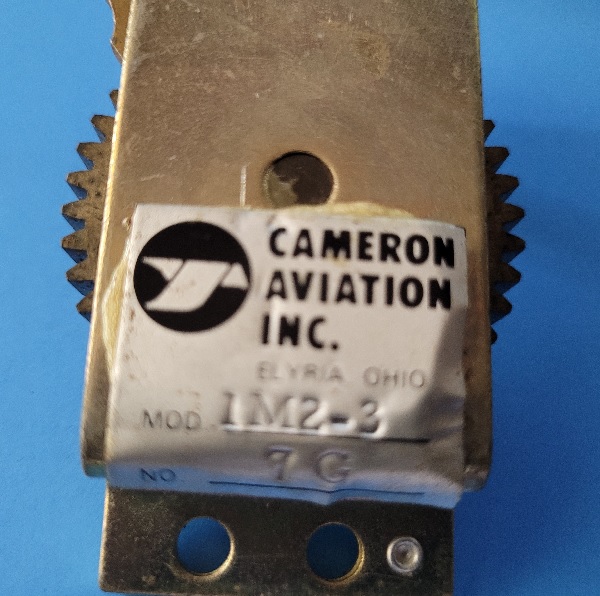 CAMERON
AVIATION
INC.
ELYRIA OHIO
MOD. 1M2-3
NO. 7G